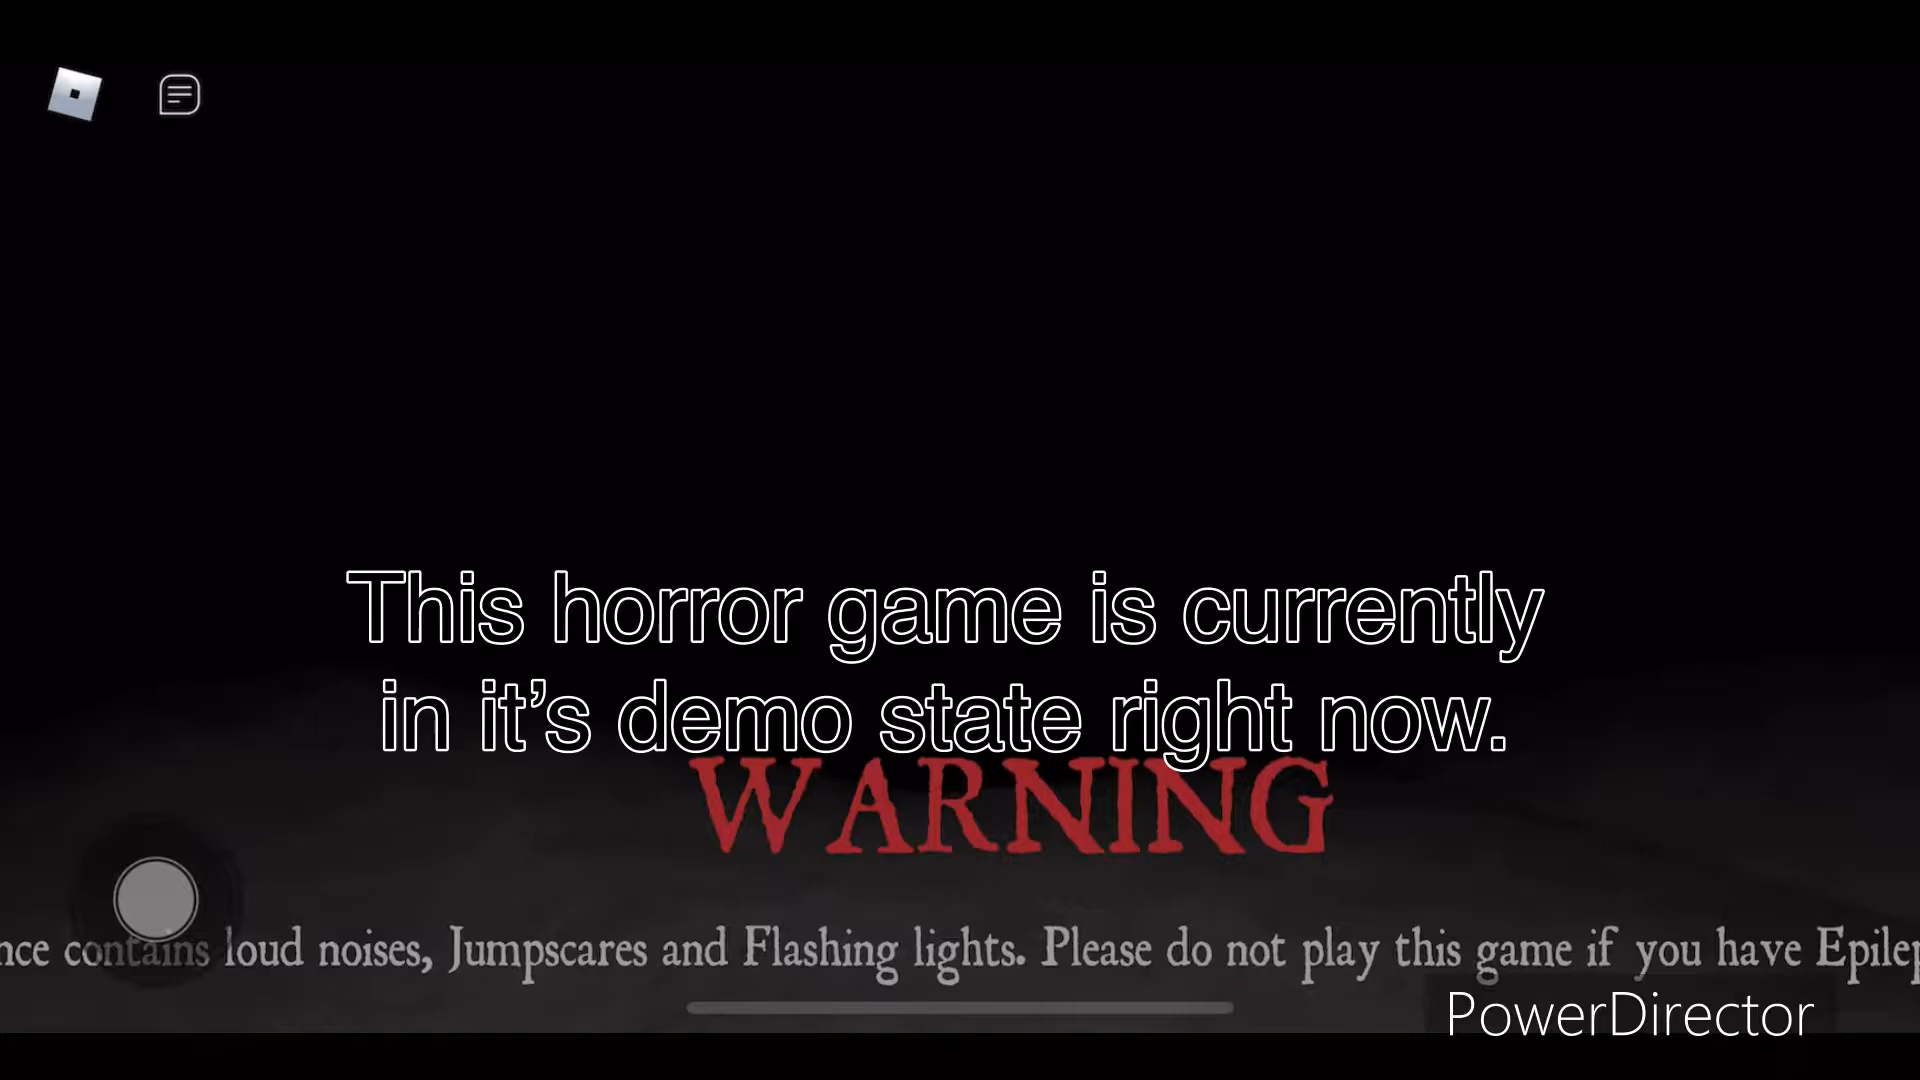 This horror game is currently
in it’s demo state right now.
WARNING
contains loud noises, Jumpscares and Flashing lights. Please do not play this game if you have
PowerDirector